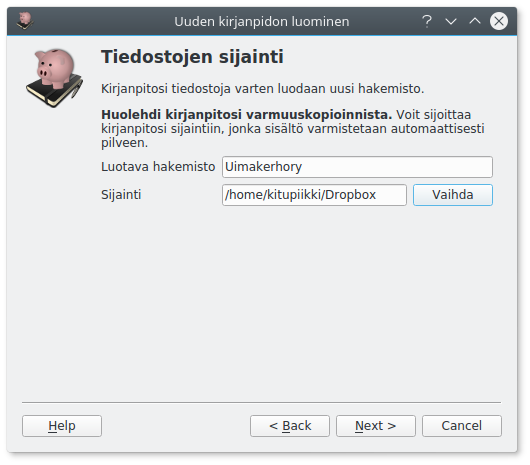 Uuden kirjanpidon luominen
Tiedostojen sijainti
Kirjanpitosi tiedostoja varten luodaan uusi hakemisto.
Huolehdi kirjanpitosi varmuuskopioinnista. Voit sijoittaa
kirjanpitosi sijaintiin, jonka sisältö varmistetaan automaattisesti
pilveen.
Luotava hakemisto Uimakerhory
Sijainti /home/kitupiikki/Dropbox Vaihda
Help < Back Next > Cancel